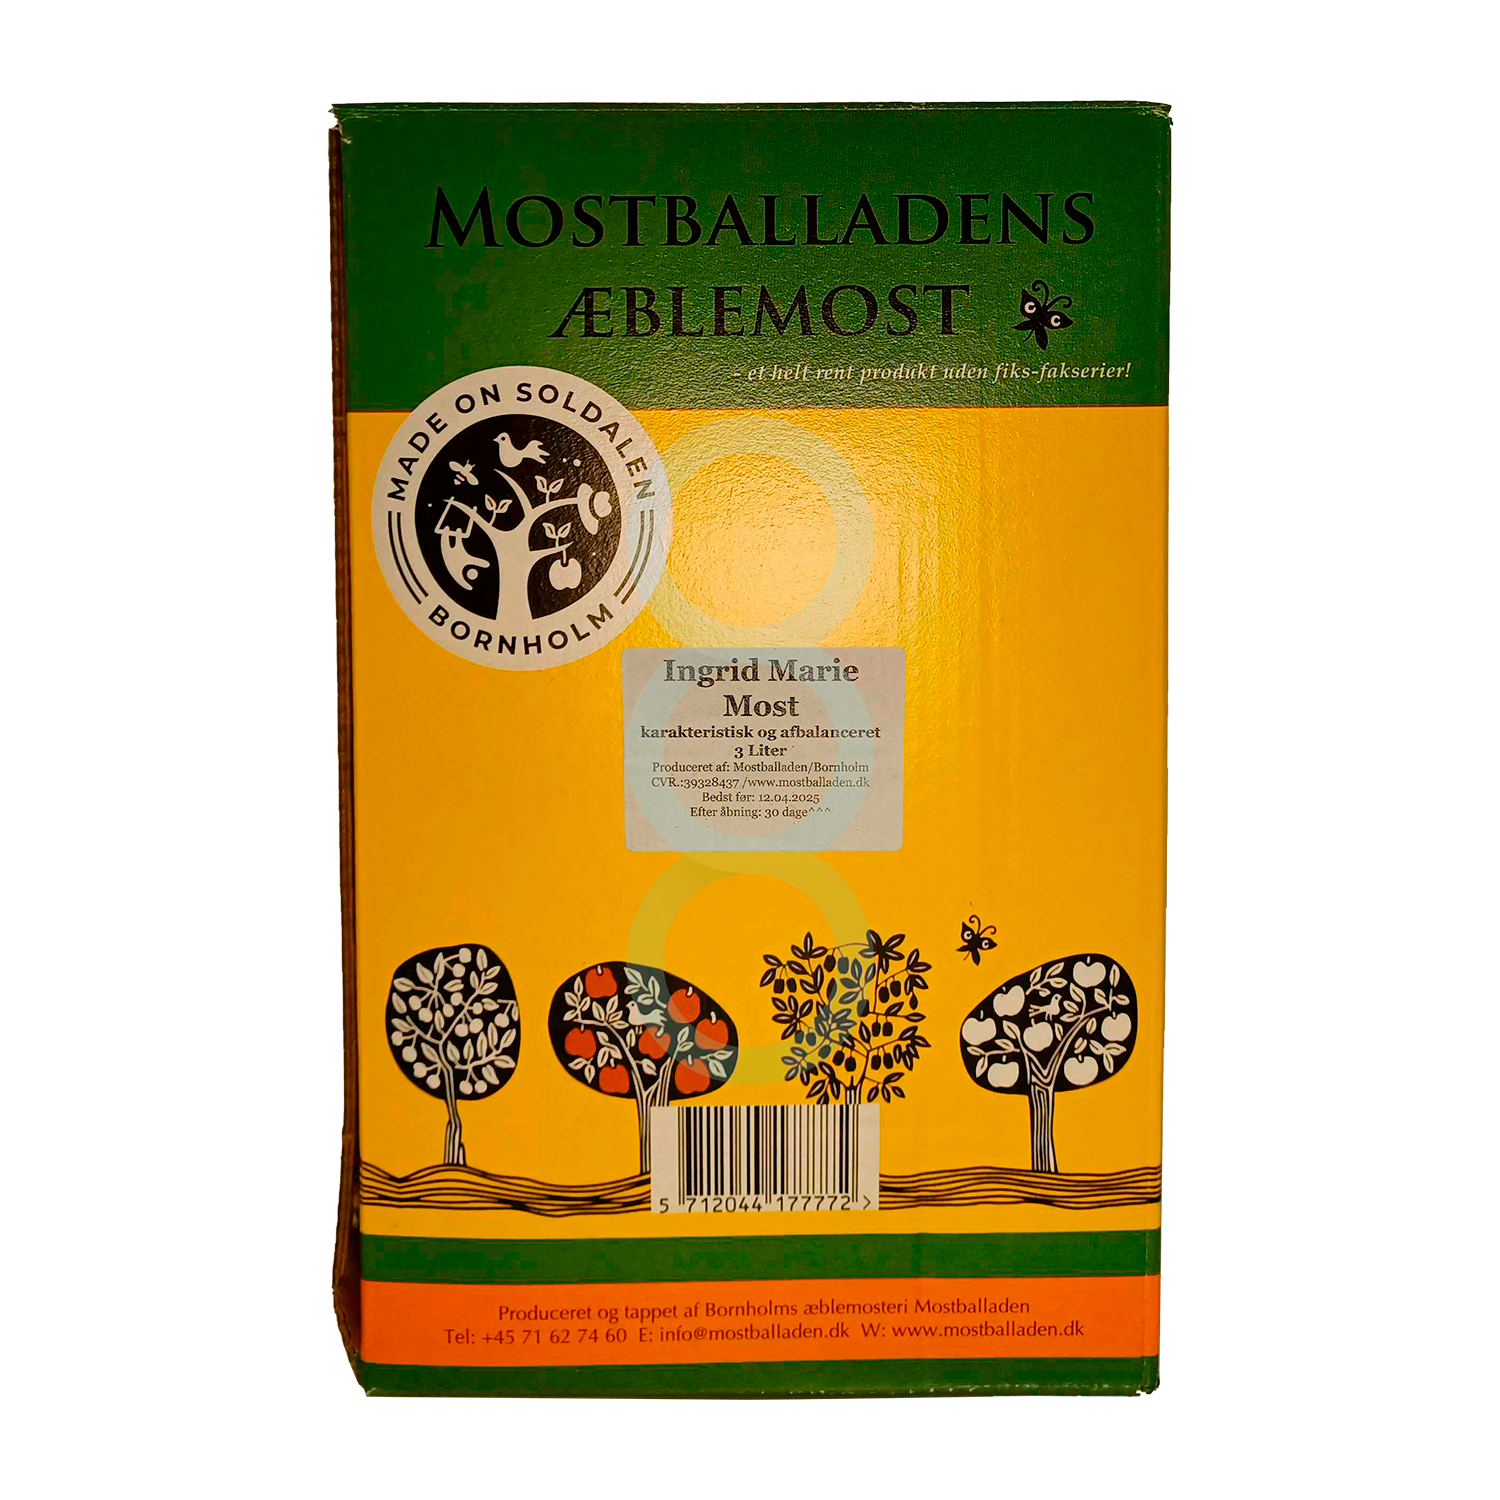 MOSTBALLADENS
ÆBLEMOST
- et helt rent produkt uden fiks-fakserier!
MADE ON SOLDALEN
BORNHOLM
Ingrid Marie
Most
karakteristisk og afbalanceret
3 Liter
Produceret af: Mostballaden/Bornholm
CVR.:39328437 /www.mostballaden.dk
Bedst før: 12.04.2025
Efter åbning: 30 dage^^^
5 712044 177772 >
Produceret og tappet af Bornholms æblemosteri Mostballaden
Tel: +45 71 62 74 60 E: info@mostballaden.dk W: www.mostballaden.dk